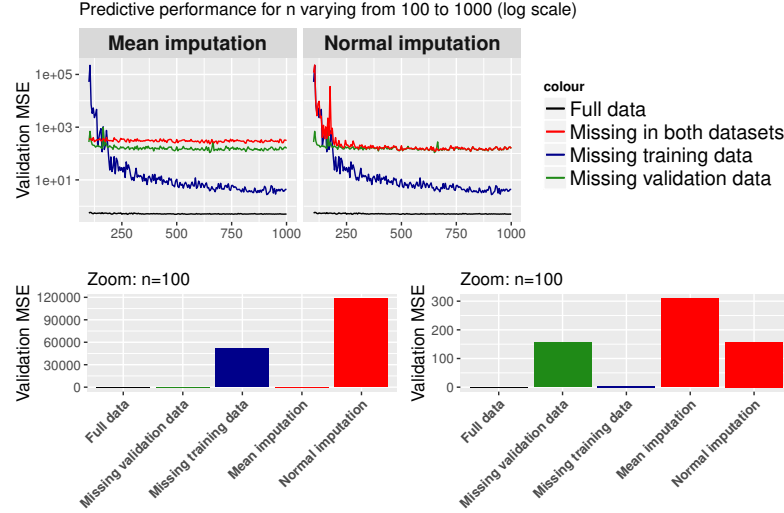 Predictive performance for n varying from 100 to 1000 (log scale)
Mean imputation
Normal imputation
Validation MSE
1e+05
1e+03
1e+01
250
500
750
1000
250
500
750
1000
colour
Full data
Missing in both datasets
Missing training data
Missing validation data
Zoom: n=100
Validation MSE
120000
90000
60000
30000
0
Full data
Missing validation data
Missing training data
Mean imputation
Normal imputation
Zoom: n=100
Validation MSE
300
200
100
0
Full data
Missing validation data
Missing training data
Mean imputation
Normal imputation